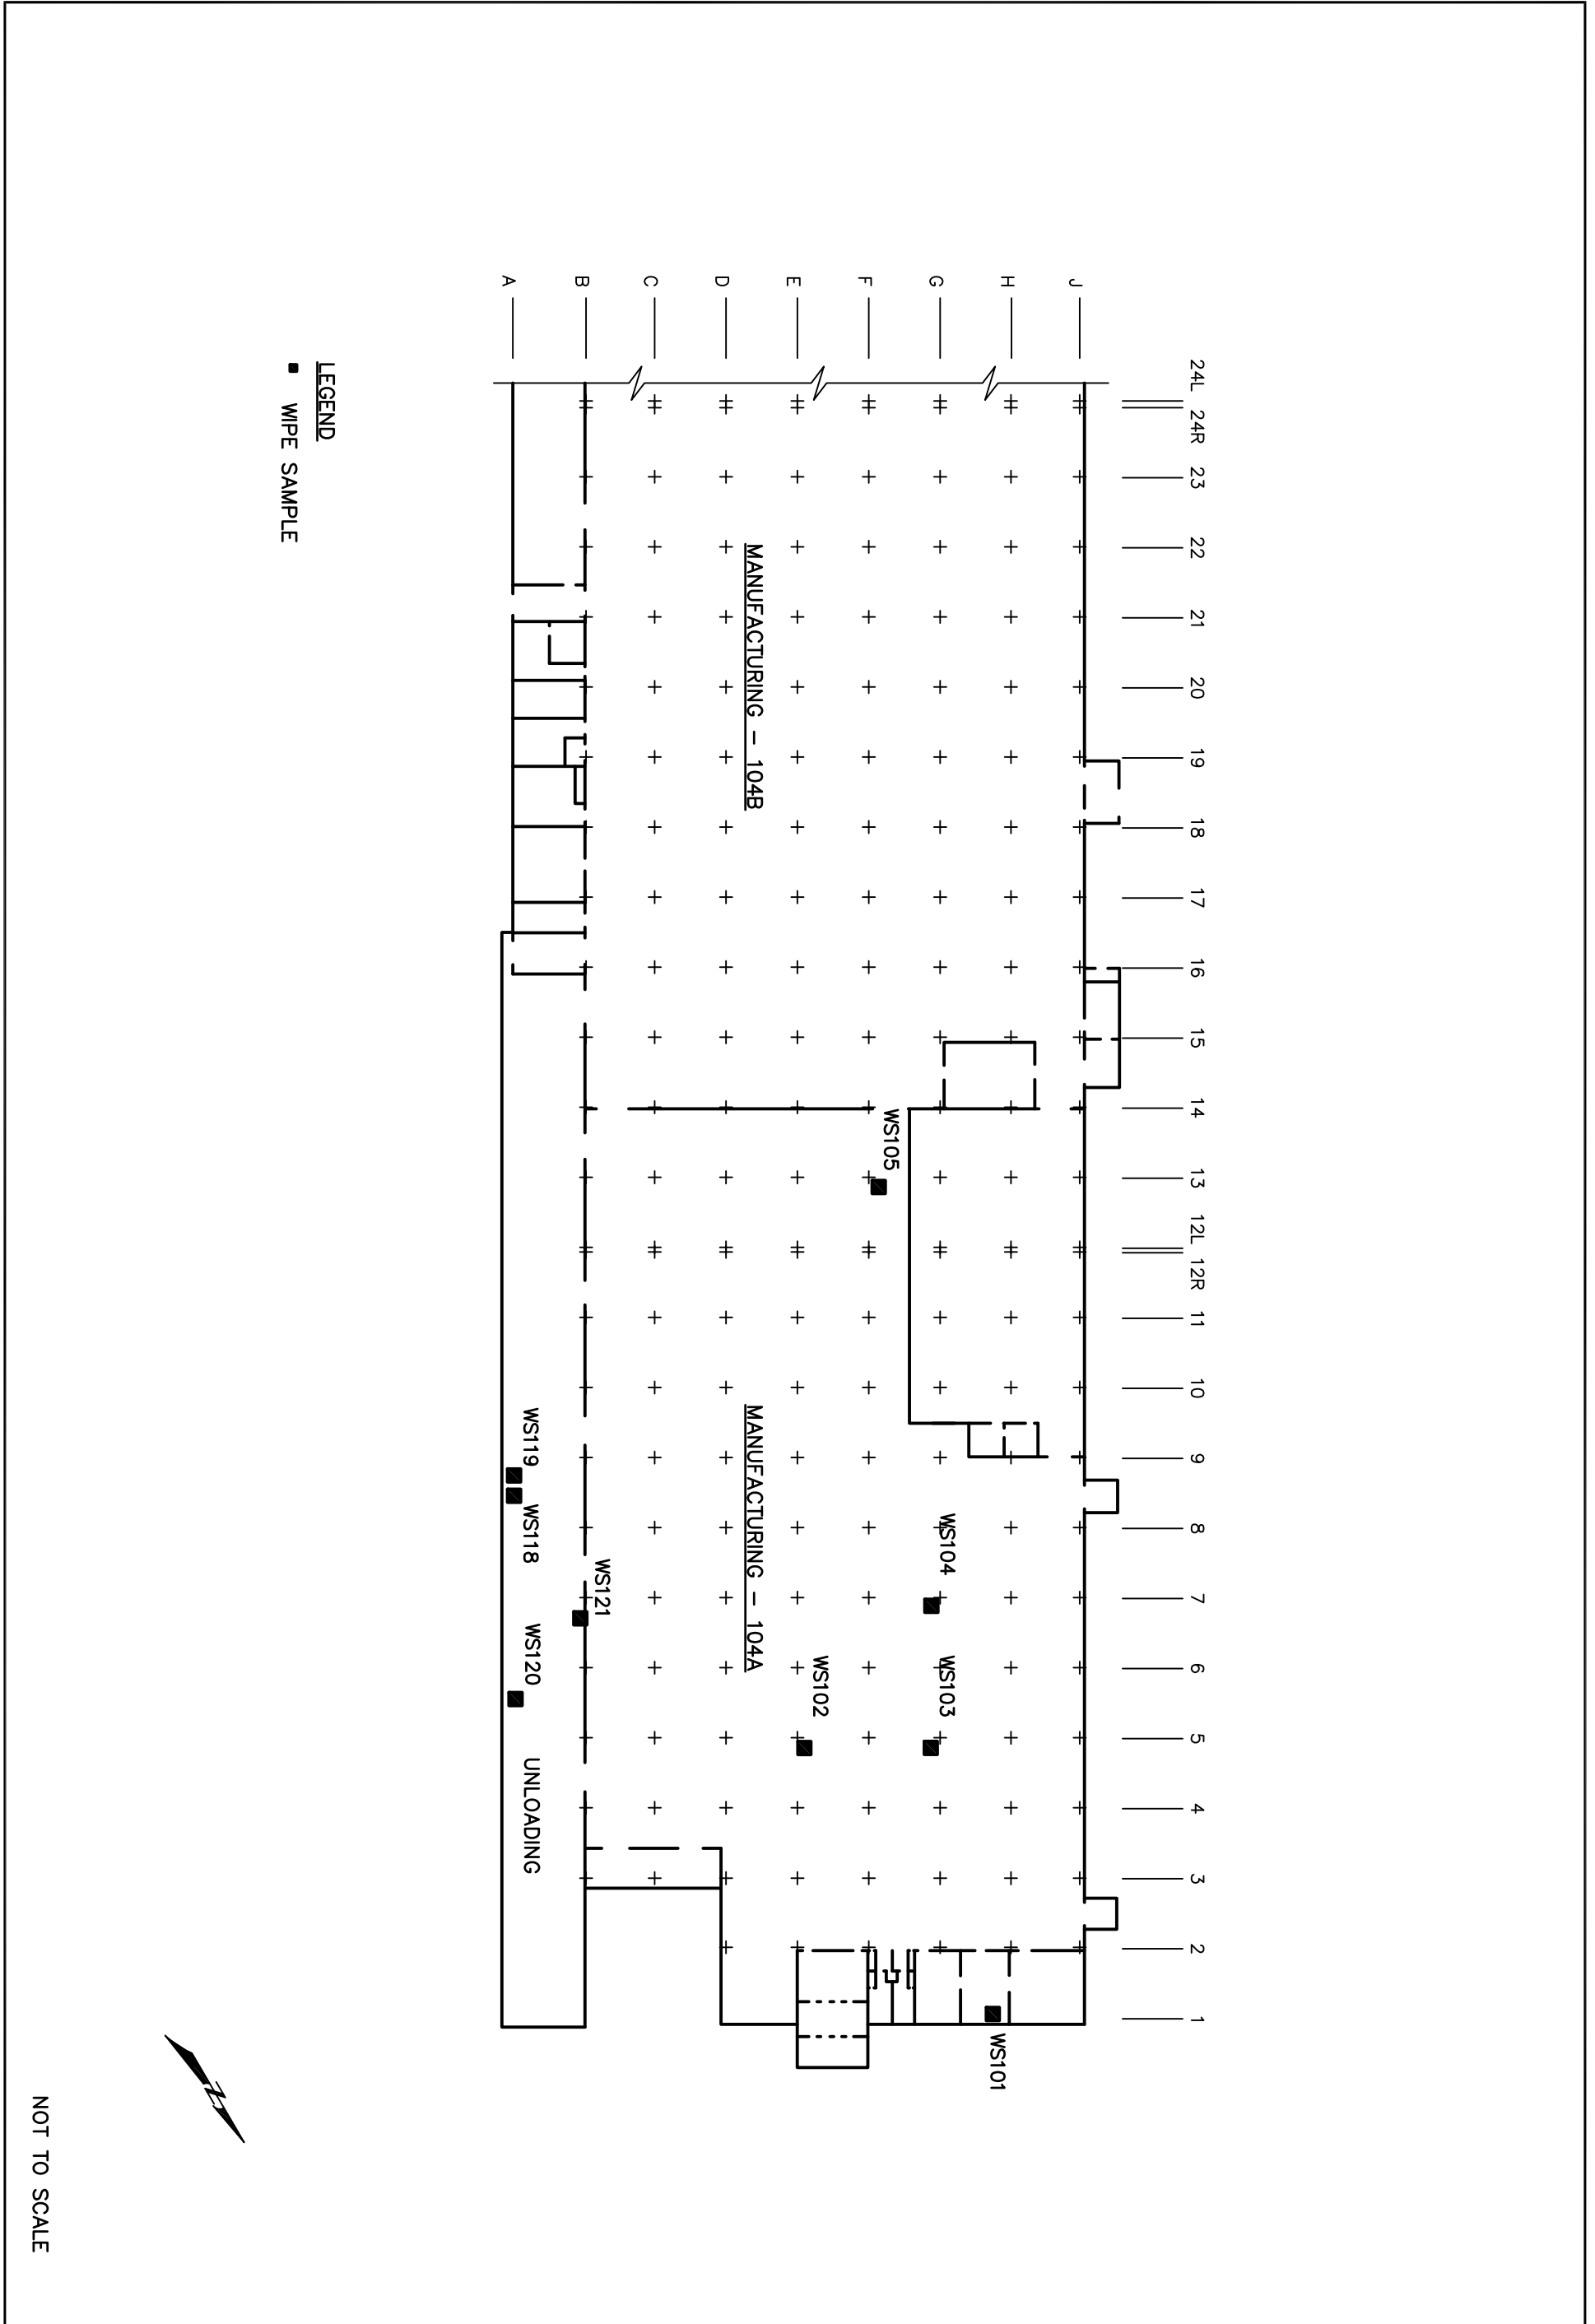 24L
24R
23
22
21
20
19
18
17
16
15
14
13
12L
12R
11
10
9
8
7
6
5
4
3
2
1
J
H
G
F
E
D
C
B
A
MANUFACTURING – 104B
MANUFACTURING – 104A
WS105
WS104
WS103
WS102
WS101
WS121
WS119
WS118
WS120
UNLOADING
LEGEND
WIPE SAMPLE
N
NOT TO SCALE